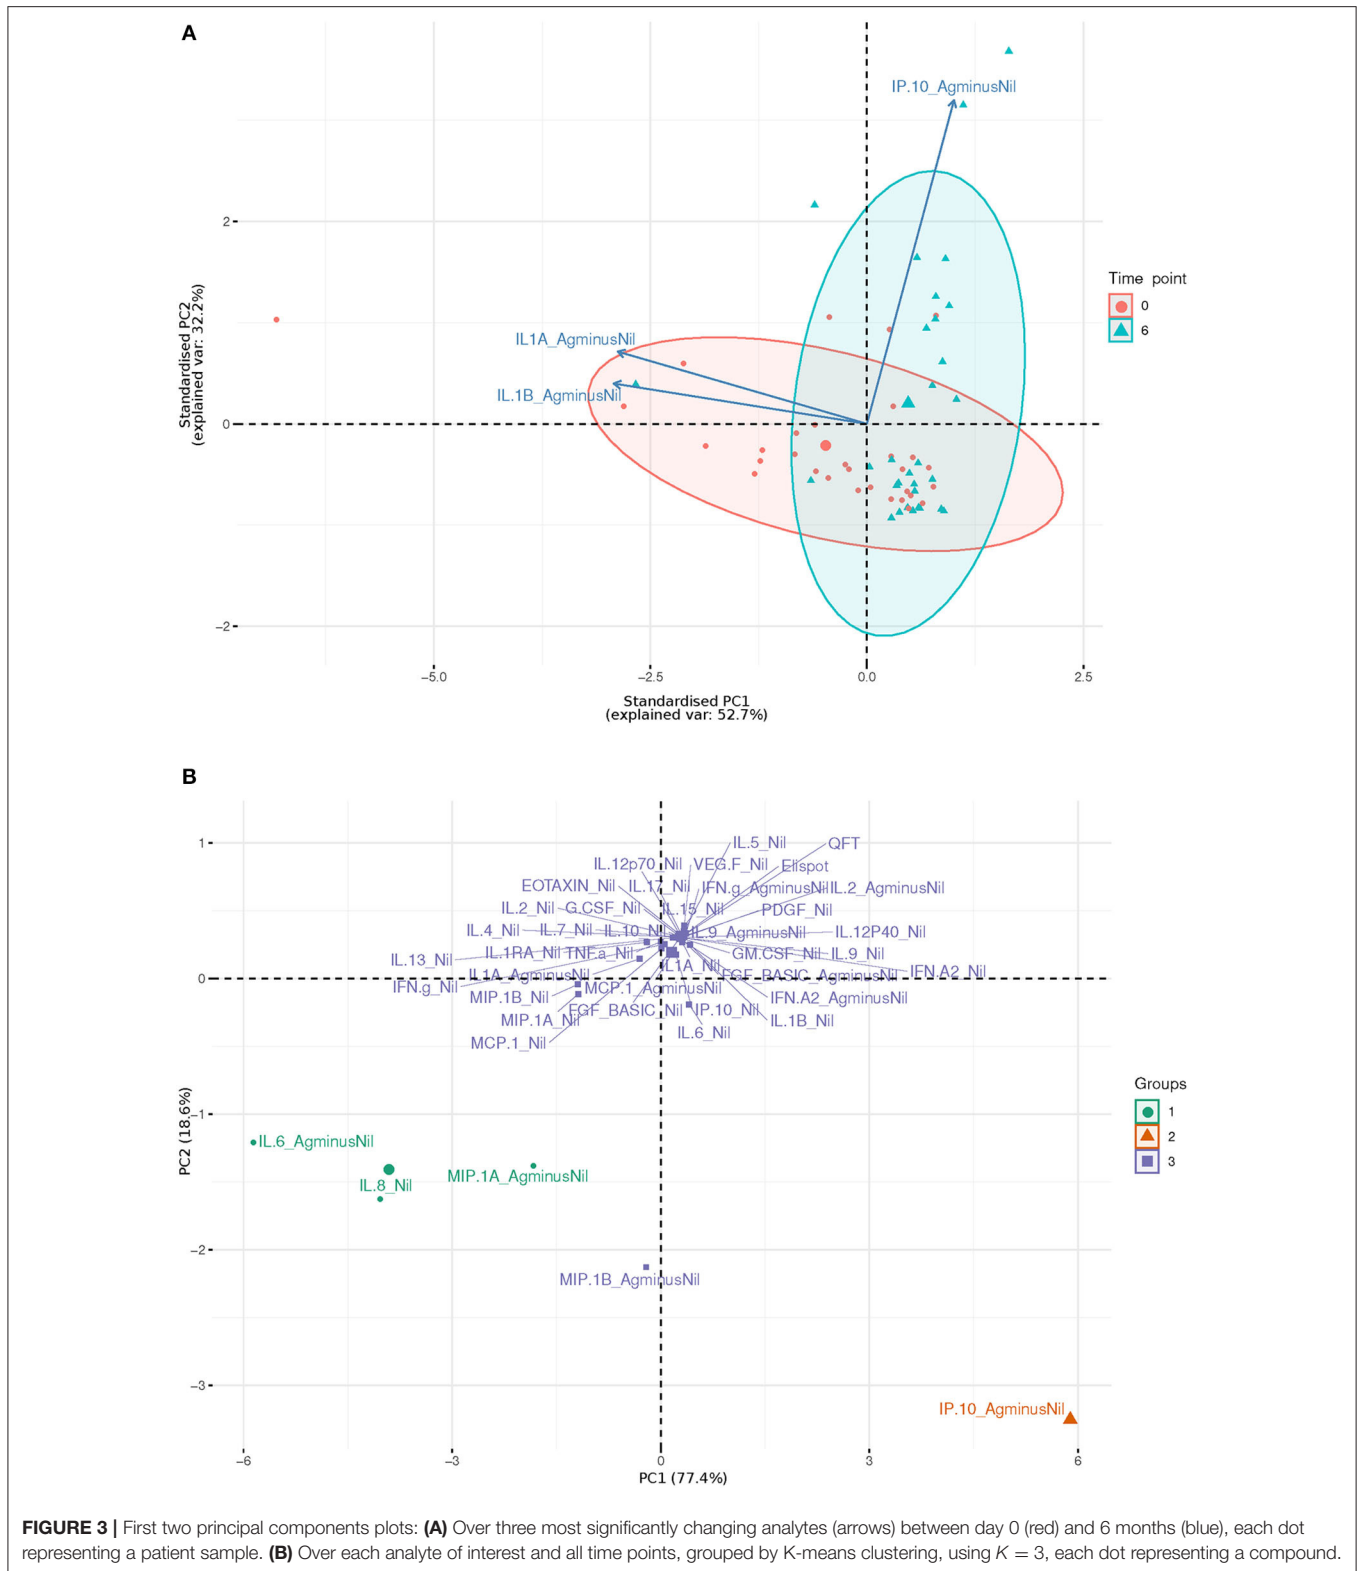 A
IP.10_AgminusNil
2
IL1A_AgminusNil
IL.1B_AgminusNil
0
−2
−5.0 −2.5 0.0 2.5
Standardised PC2
(explained var: 32.2%)
Standardised PC1
(explained var: 52.7%)
Time point
0
6
B
IL.5_Nil QFT
IL.12p70_Nil VEG.F_Nil Elispot
EOTAXIN_Nil IL.17_Nil IFN.g_AgminusNil IL.2_AgminusNil
IL.2_Nil G.CSF_Nil IL.15_Nil PDGF_Nil
IL.4_Nil IL.7_Nil IL.10_Nil IL.9_AgminusNil IL.12P40_Nil
IL.13_Nil IL.1RA_Nil TNF.a_Nil GM.CSF_Nil IL.9_Nil
IL1A_Nil
IL1A_AgminusNil FGF_BASIC_AgminusNil IFN.A2_Nil
IFN.g_Nil MCP.1_AgminusNil
MIP.1B_Nil IFN.A2_AgminusNil
FGF_BASIC_Nil IP.10_Nil
MIP.1A_Nil IL.1B_Nil
IL.6_Nil
MCP.1_Nil
IL.6_AgminusNil
IL.8_Nil
MIP.1A_AgminusNil
MIP.1B_AgminusNil
IP.10_AgminusNil
1
0
−1
−2
−3
PC2 (18.6%)
−6 −3 0 3 6
PC1 (77.4%)
Groups
1
2
3
FIGURE 3 | First two principal components plots: (A) Over three most significantly changing analytes (arrows) between day 0 (red) and 6 months (blue), each dot
representing a patient sample. (B) Over each analyte of interest and all time points, grouped by K-means clustering, using K = 3, each dot representing a compound.